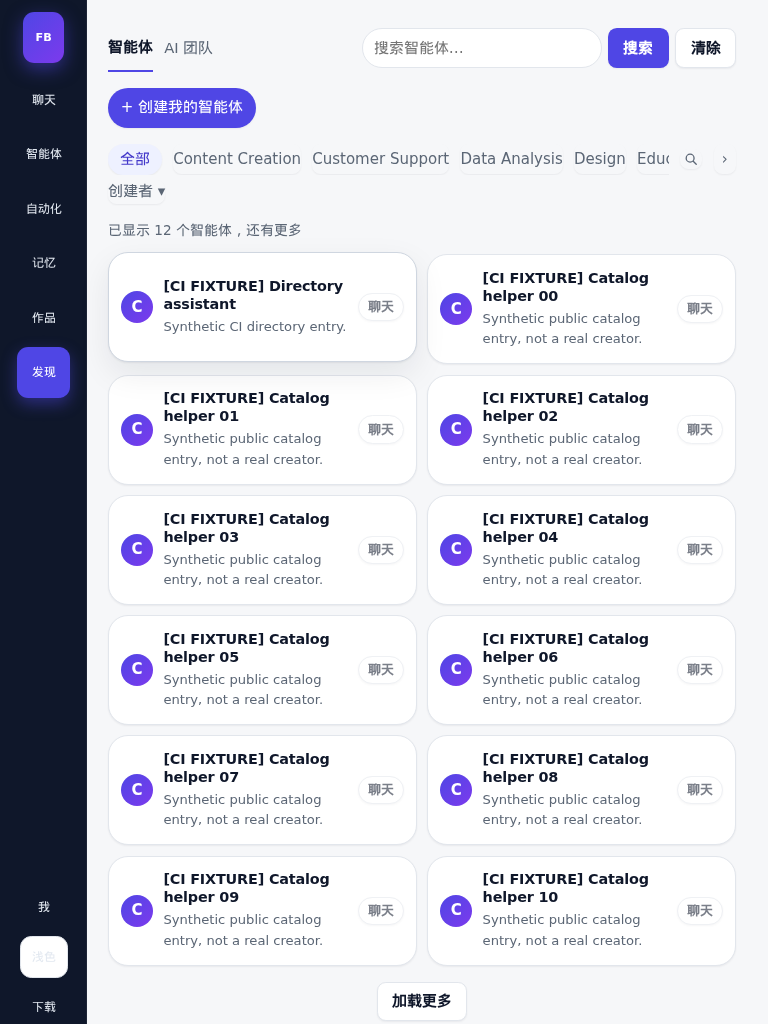 FB
聊天
智能体
自动化
记忆
作品
发现
我
浅色
下载
智能体 AI 团队
搜索智能体... 搜索 清除
+ 创建我的智能体
全部 Content Creation Customer Support Data Analysis Design Educ
创建者 ▾
已显示 12 个智能体，还有更多
C
[CI FIXTURE] Directory
assistant
Synthetic CI directory entry.
聊天
C
[CI FIXTURE] Catalog
helper 00
Synthetic public catalog
entry, not a real creator.
聊天
C
[CI FIXTURE] Catalog
helper 01
Synthetic public catalog
entry, not a real creator.
聊天
C
[CI FIXTURE] Catalog
helper 02
Synthetic public catalog
entry, not a real creator.
聊天
C
[CI FIXTURE] Catalog
helper 03
Synthetic public catalog
entry, not a real creator.
聊天
C
[CI FIXTURE] Catalog
helper 04
Synthetic public catalog
entry, not a real creator.
聊天
C
[CI FIXTURE] Catalog
helper 05
Synthetic public catalog
entry, not a real creator.
聊天
C
[CI FIXTURE] Catalog
helper 06
Synthetic public catalog
entry, not a real creator.
聊天
C
[CI FIXTURE] Catalog
helper 07
Synthetic public catalog
entry, not a real creator.
聊天
C
[CI FIXTURE] Catalog
helper 08
Synthetic public catalog
entry, not a real creator.
聊天
C
[CI FIXTURE] Catalog
helper 09
Synthetic public catalog
entry, not a real creator.
聊天
C
[CI FIXTURE] Catalog
helper 10
Synthetic public catalog
entry, not a real creator.
聊天
加载更多